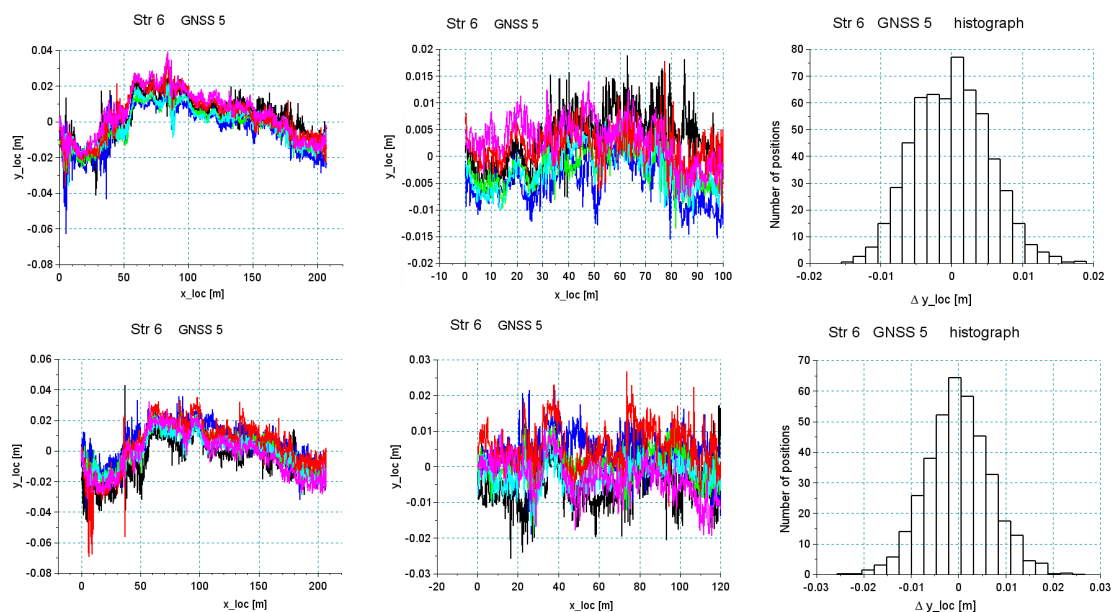 Str 6 GNSS 5
0.04
0.02
0
-0.02
-0.04
-0.06
-0.08
y_loc [m]
0 50 100 150 200
x_loc [m]
Str 6 GNSS 5
0.02
0.015
0.01
0.005
0
-0.005
-0.01
-0.015
-0.02
y_loc [m]
-10 0 10 20 30 40 50 60 70 80 90 100
x_loc [m]
Str 6 GNSS 5 histograph
80
70
60
50
40
30
20
10
0
Number of positions
-0.02 -0.01 0 0.01 0.02
Δ y_loc [m]
Str 6 GNSS 5
0.06
0.04
0.02
0
-0.02
-0.04
-0.06
-0.08
y_loc [m]
0 50 100 150 200
x_loc [m]
Str 6 GNSS 5
0.03
0.02
0.01
0
-0.01
-0.02
-0.03
y_loc [m]
-20 0 20 40 60 80 100 120
x_loc [m]
Str 6 GNSS 5 histograph
70
60
50
40
30
20
10
0
Number of positions
-0.03 -0.02 -0.01 0 0.01 0.02 0.03
Δ y_loc [m]